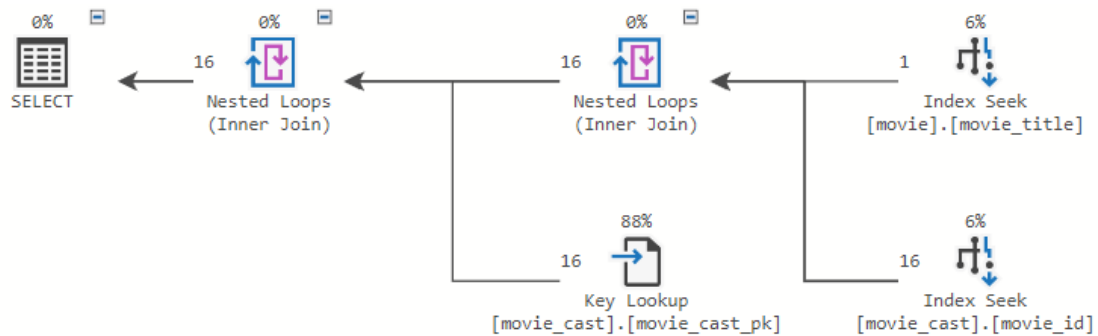 0%
0%
0%
6%
16
16
1
SELECT
Nested Loops
(Inner Join)
Nested Loops
(Inner Join)
Index Seek
[movie].[movie_title]
88%
6%
16
16
Key Lookup
[movie_cast].[movie_cast_pk]
Index Seek
[movie_cast].[movie_id]